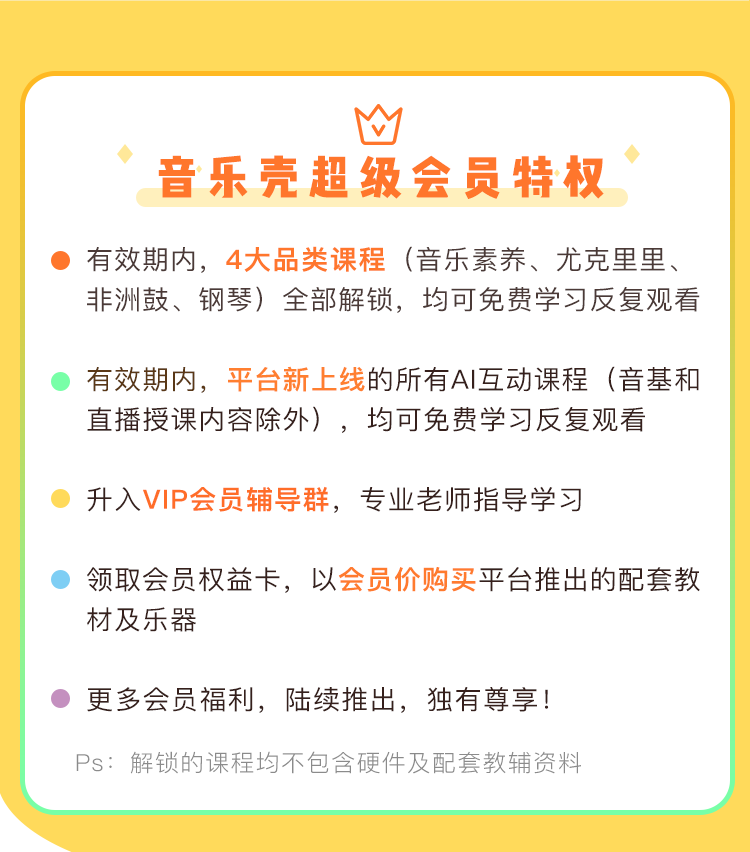 音乐壳超级会员特权
有效期内，4大品类课程（音乐素养、尤克里里、
非洲鼓、钢琴）全部解锁，均可免费学习反复观看
有效期内，平台新上线的所有AI互动课程（音基和
直播授课内容除外），均可免费学习反复观看
升入VIP会员辅导群，专业老师指导学习
领取会员权益卡，以会员价购买平台推出的配套教
材及乐器
更多会员福利，陆续推出，独有尊享！
Ps：解锁的课程均不包含硬件及配套教辅资料